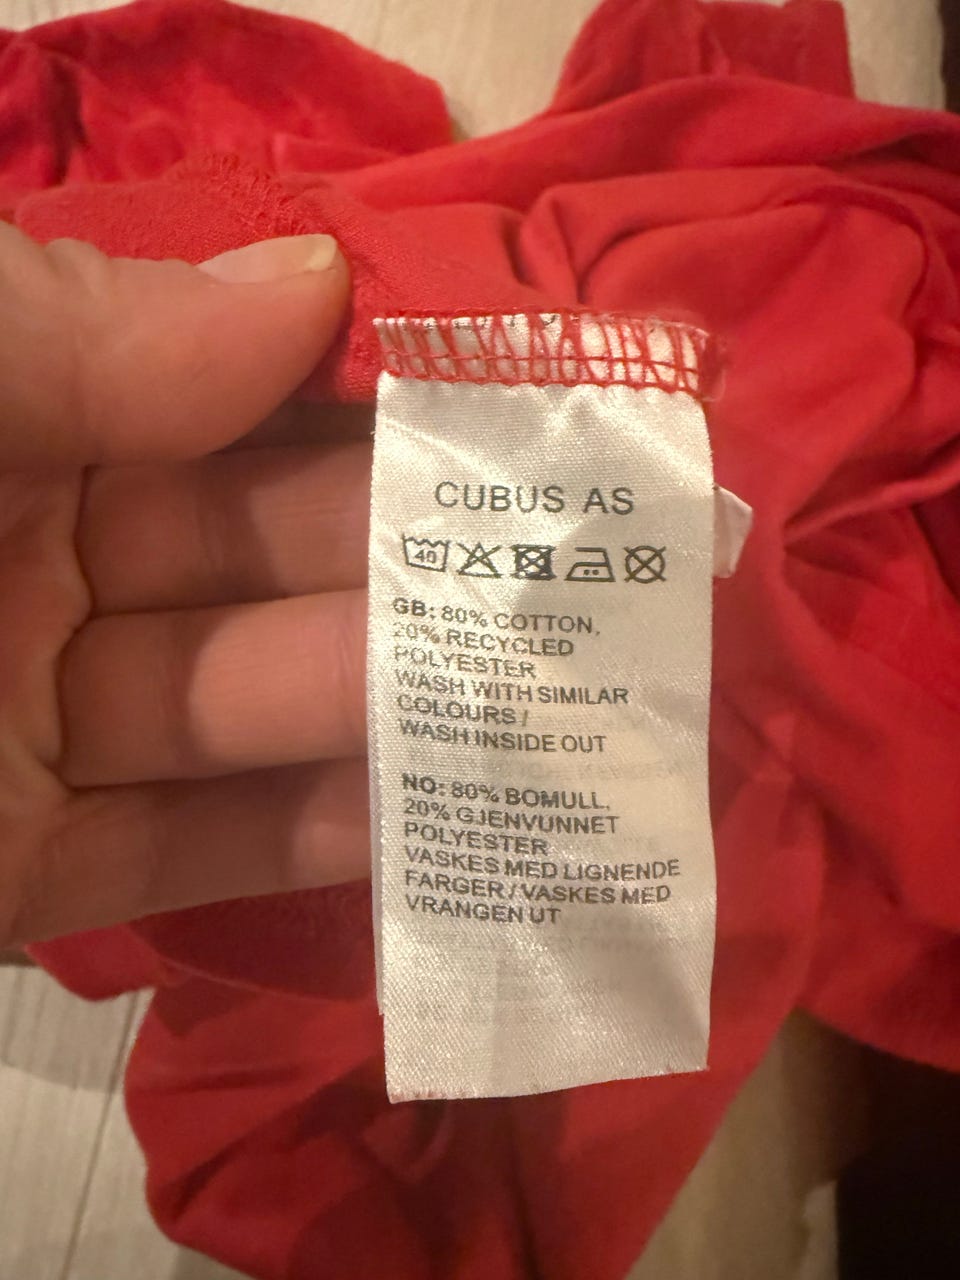 CUBUS AS
40
GB: 80% COTTON,
20% RECYCLED
POLYESTER
WASH WITH SIMILAR
COLOURS /
WASH INSIDE OUT
NO: 80% BOMULL,
20% GJENVUNNET
POLYESTER
VASKES MED LIGNENDE
FARGER / VASKES MED
VRANGEN UT